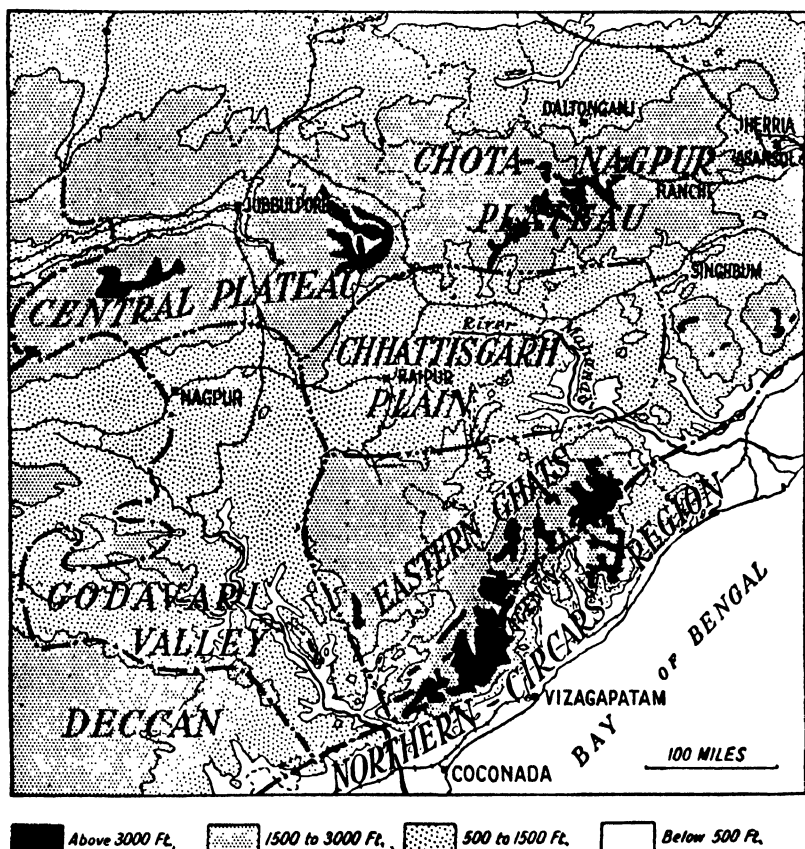 DALTONGANJ
JHERRIA
ASANSOL
CHOTA- NAGPUR
RANCHI
PLATEAU
JUBBULPORE
SINGHBUM
CENTRAL PLATEAU
River
Mahanadi
CHHATTISGARH
RAIPUR
NAGPUR
PLAIN
EASTERN GHATS
GODAVARI
VALLEY
NORTHERN - CIRCARS REGION
BAY OF BENGAL
DECCAN
VIZAGAPATAM
100 MILES
COCONADA
Above 3000 Ft.
1500 to 3000 Ft.
500 to 1500 Ft.
Below 500 Ft.